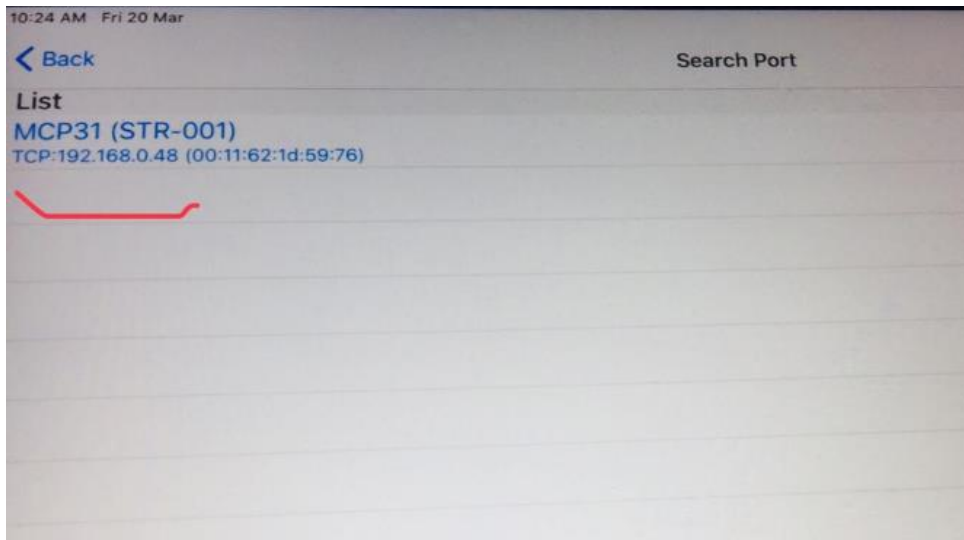 10:24 AM Fri 20 Mar
Back
Search Port
List
MCP31 (STR-001)
TCP:192.168.0.48 (00:11:62:1d:59:76)